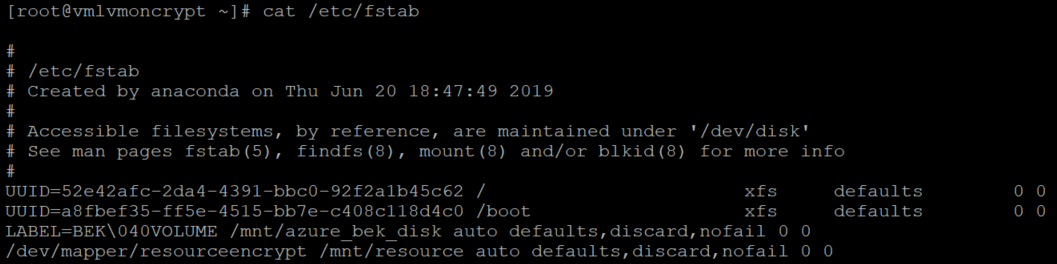 [root@vmlvmoncrypt ~]# cat /etc/fstab
#
# /etc/fstab
# Created by anaconda on Thu Jun 20 18:47:49 2019
#
# Accessible filesystems, by reference, are maintained under '/dev/disk'
# See man pages fstab(5), findfs(8), mount(8) and/or blkid(8) for more info
#
UUID=52e42afc-2da4-4391-bbc0-92f2a1b45c62 / xfs defaults 0 0
UUID=a8fbef35-ff5e-4515-bb7e-c408c118d4c0 /boot xfs defaults 0 0
LABEL=BEK\040VOLUME /mnt/azure_bek_disk auto defaults,discard,nofail 0 0
/dev/mapper/resourceencrypt /mnt/resource auto defaults,discard,nofail 0 0